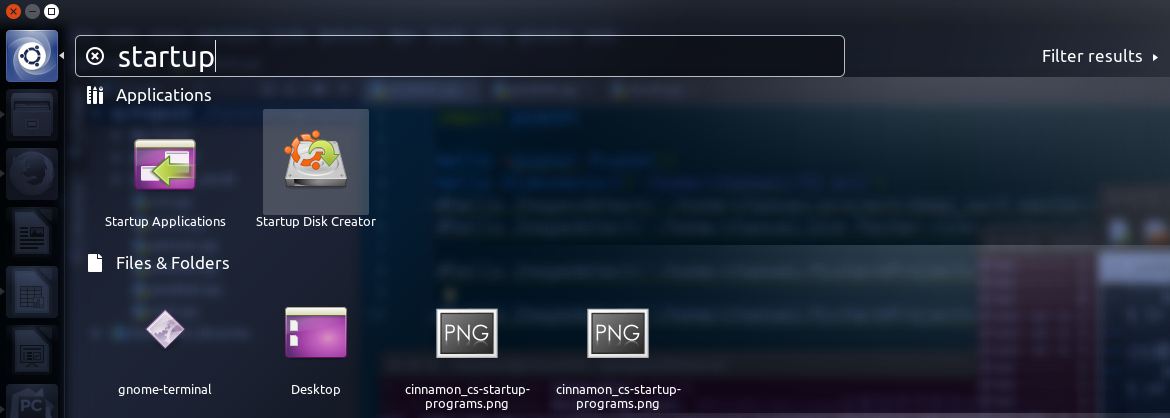 startup
Filter results
Applications
Startup Applications
Startup Disk Creator
Files & Folders
PNG
PNG
gnome-terminal
Desktop
cinnamon_cs-startup-
programs.png
cinnamon_cs-startup-
programs.png
PC